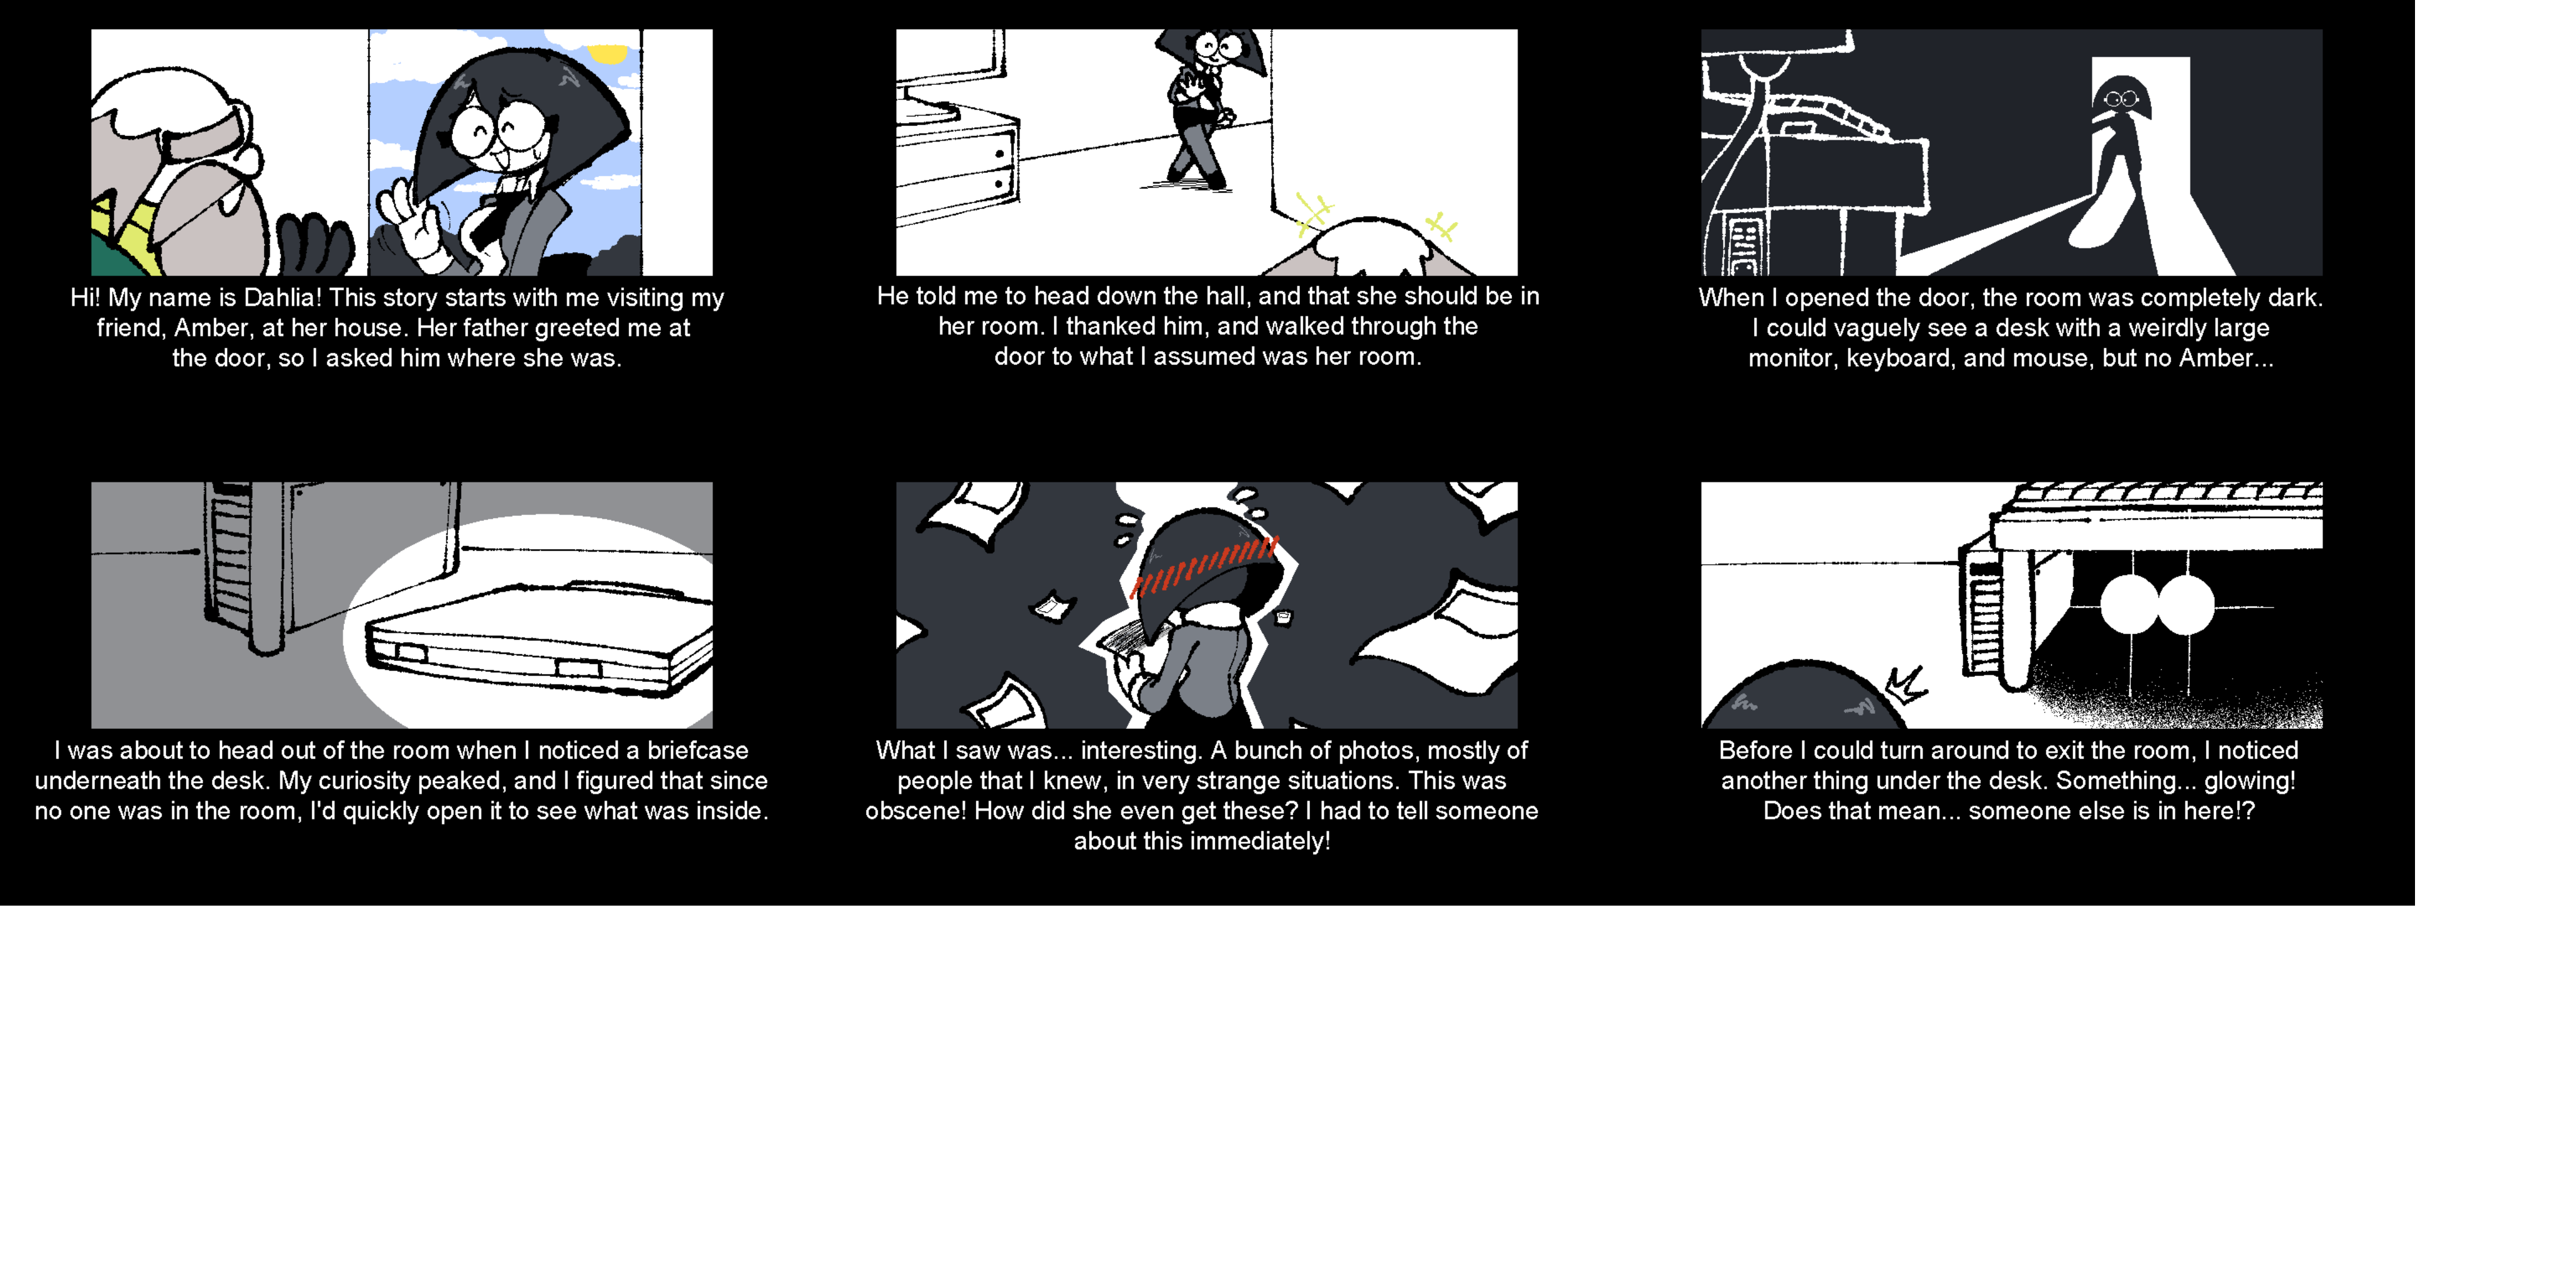 Hi! My name is Dahlia! This story starts with me visiting my
friend, Amber, at her house. Her father greeted me at
the door, so I asked him where she was.
He told me to head down the hall, and that she should be in
her room. I thanked him, and walked through the
door to what I assumed was her room.
When I opened the door, the room was completely dark.
I could vaguely see a desk with a weirdly large
monitor, keyboard, and mouse, but no Amber...
I was about to head out of the room when I noticed a briefcase
underneath the desk. My curiosity peaked, and I figured that since
no one was in the room, I'd quickly open it to see what was inside.
What I saw was... interesting. A bunch of photos, mostly of
people that I knew, in very strange situations. This was
obscene! How did she even get these? I had to tell someone
about this immediately!
Before I could turn around to exit the room, I noticed
another thing under the desk. Something... glowing!
Does that mean... someone else is in here!?